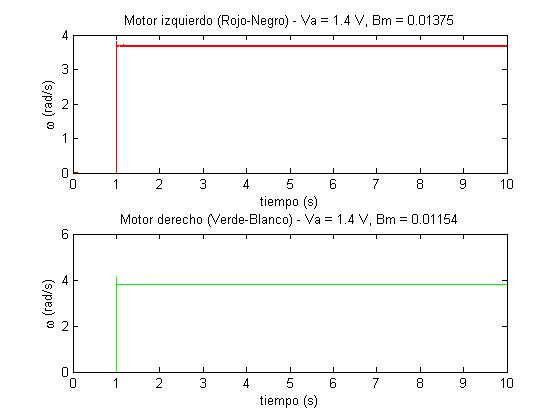 Motor izquierdo (Rojo-Negro) - Va = 1.4 V, Bm = 0.01375
4
3
2
1
0
ω (rad/s)
0 1 2 3 4 5 6 7 8 9 10
tiempo (s)
Motor derecho (Verde-Blanco) - Va = 1.4 V, Bm = 0.01154
6
4
2
0
ω (rad/s)
0 1 2 3 4 5 6 7 8 9 10
tiempo (s)